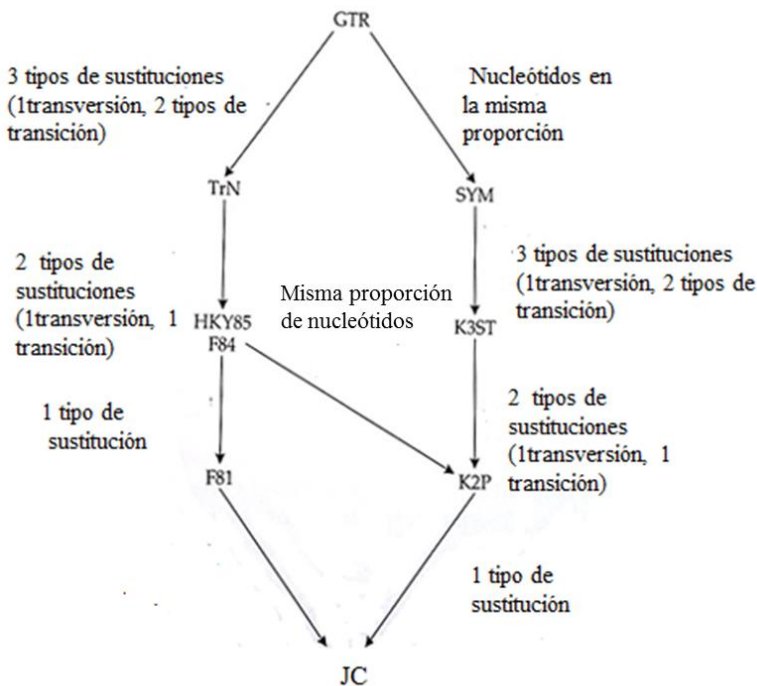 GTR
3 tipos de sustituciones
(1transversión, 2 tipos de
transición)
Nucleótidos en
la misma
proporción
TrN
SYM
2 tipos de
sustituciones
(1transversión, 1
transición)
HKY85
F84
Misma proporción
de nucleótidos
3 tipos de sustituciones
(1transversión, 2 tipos de
transición)
K3ST
1 tipo de
sustitución
2 tipos de
sustituciones
(1transversión, 1
transición)
F81
K2P
1 tipo de
sustitución
JC